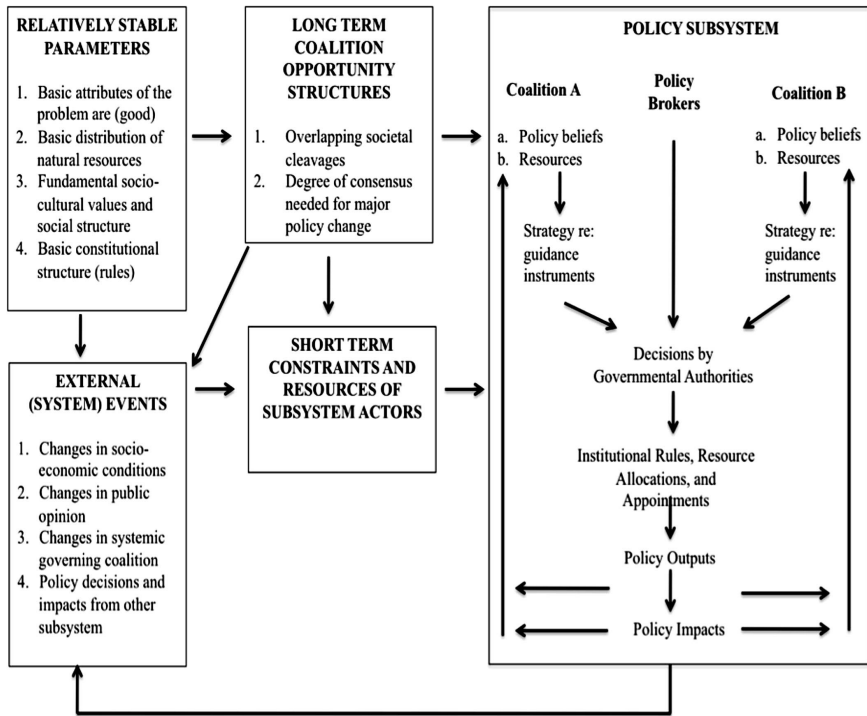 RELATIVELY STABLE
PARAMETERS
1. Basic attributes of the
problem are (good)
2. Basic distribution of
natural resources
3. Fundamental socio-
cultural values and
social structure
4. Basic constitutional
structure (rules)
LONG TERM
COALITION
OPPORTUNITY
STRUCTURES
1. Overlapping societal
cleavages
2. Degree of consensus
needed for major
policy change
EXTERNAL
(SYSTEM) EVENTS
1. Changes in socio-
economic conditions
2. Changes in public
opinion
3. Changes in systemic
governing coalition
4. Policy decisions and
impacts from other
subsystem
SHORT TERM
CONSTRAINTS AND
RESOURCES OF
SUBSYSTEM ACTORS
POLICY SUBSYSTEM
Coalition A
a. Policy beliefs
b. Resources
Strategy re:
guidance
instruments
Policy
Brokers
Coalition B
a. Policy beliefs
b. Resources
Strategy re:
guidance
instruments
Decisions by
Governmental Authorities
Institutional Rules, Resource
Allocations, and
Appointments
Policy Outputs
Policy Impacts